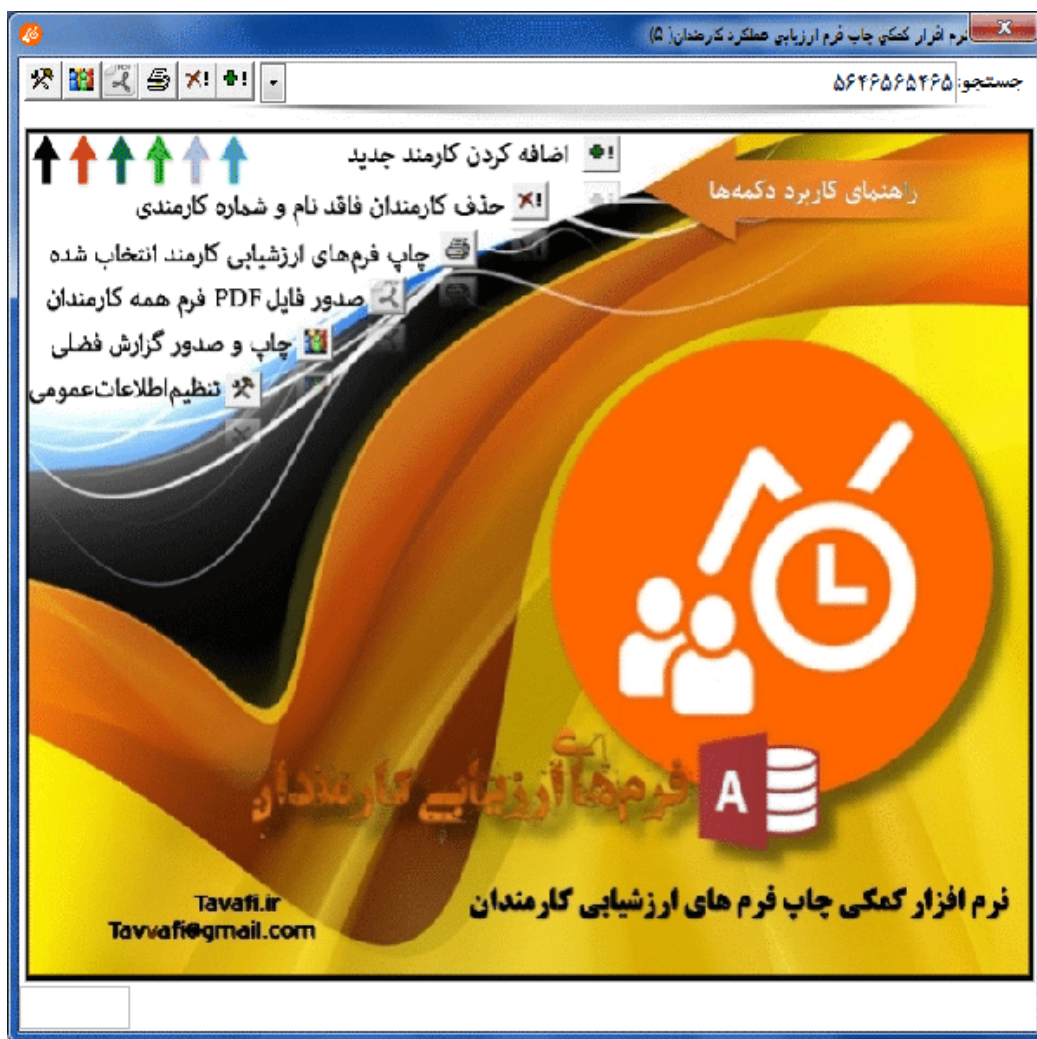 نرم افزار کمکی چاپ فرم ارزیابی عملکرد کارمندان( ۵)
جستجو: ۵۶۴۶۵۶۵۴۶۵
راهنمای کاربرد دکمه‌ها
اضافه کردن کارمند جدید
حذف کارمندان فاقد نام و شماره کارمندی
چاپ فرم‌های ارزشیابی کارمند انتخاب شده
صدور فایل PDF فرم همه کارمندان
چاپ و صدور گزارش فضلی
تنظیم‌اطلاعات‌عمومی
فرم‌های ارزیابی کارمندان
A
نرم افزار کمکی چاپ فرم های ارزشیابی کارمندان
Tavafi.ir
Tavvafi@gmail.com